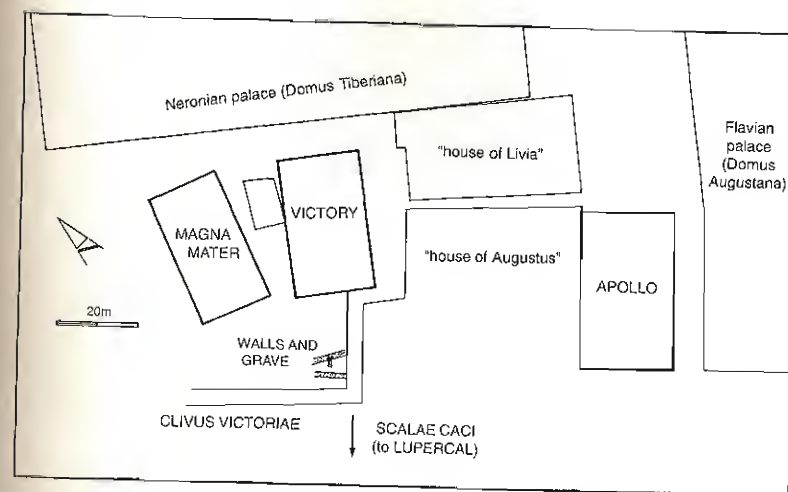 Neronian palace (Domus Tiberiana)
"house of Livia"
Flavian
palace
(Domus
Augustana)
MAGNA
MATER
VICTORY
"house of Augustus"
APOLLO
20m
WALLS AND
GRAVE
CLIVUS VICTORIAE
SCALAE CACI
(to LUPERCAL)